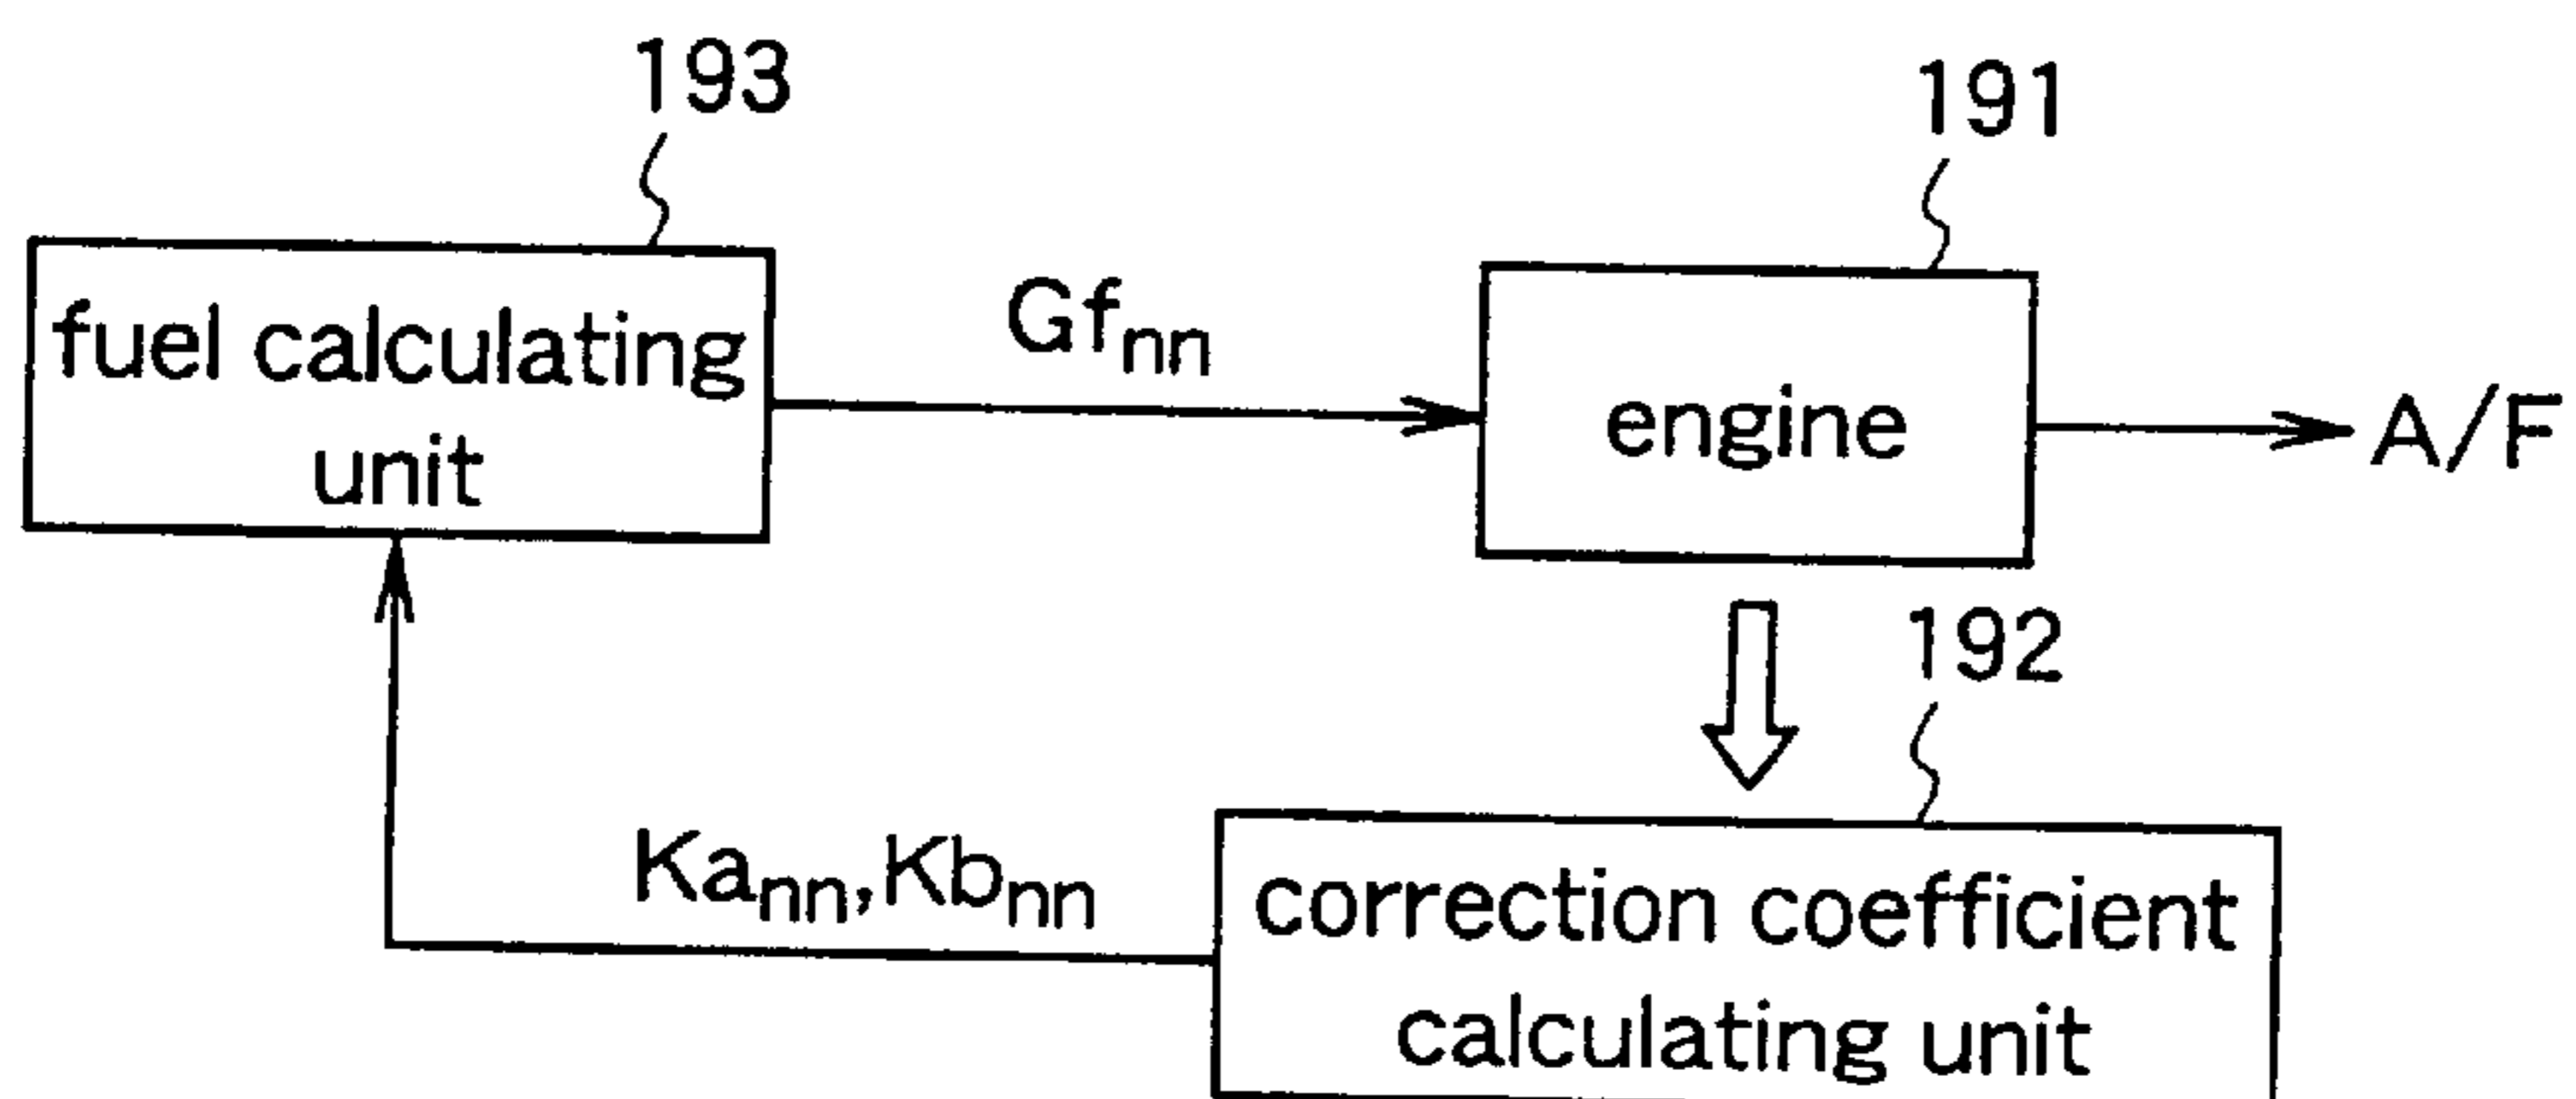 193
191
fuel calculating
unit
Gfnn
engine
A/F
192
Kann,Kbnn
correction coefficient
calculating unit